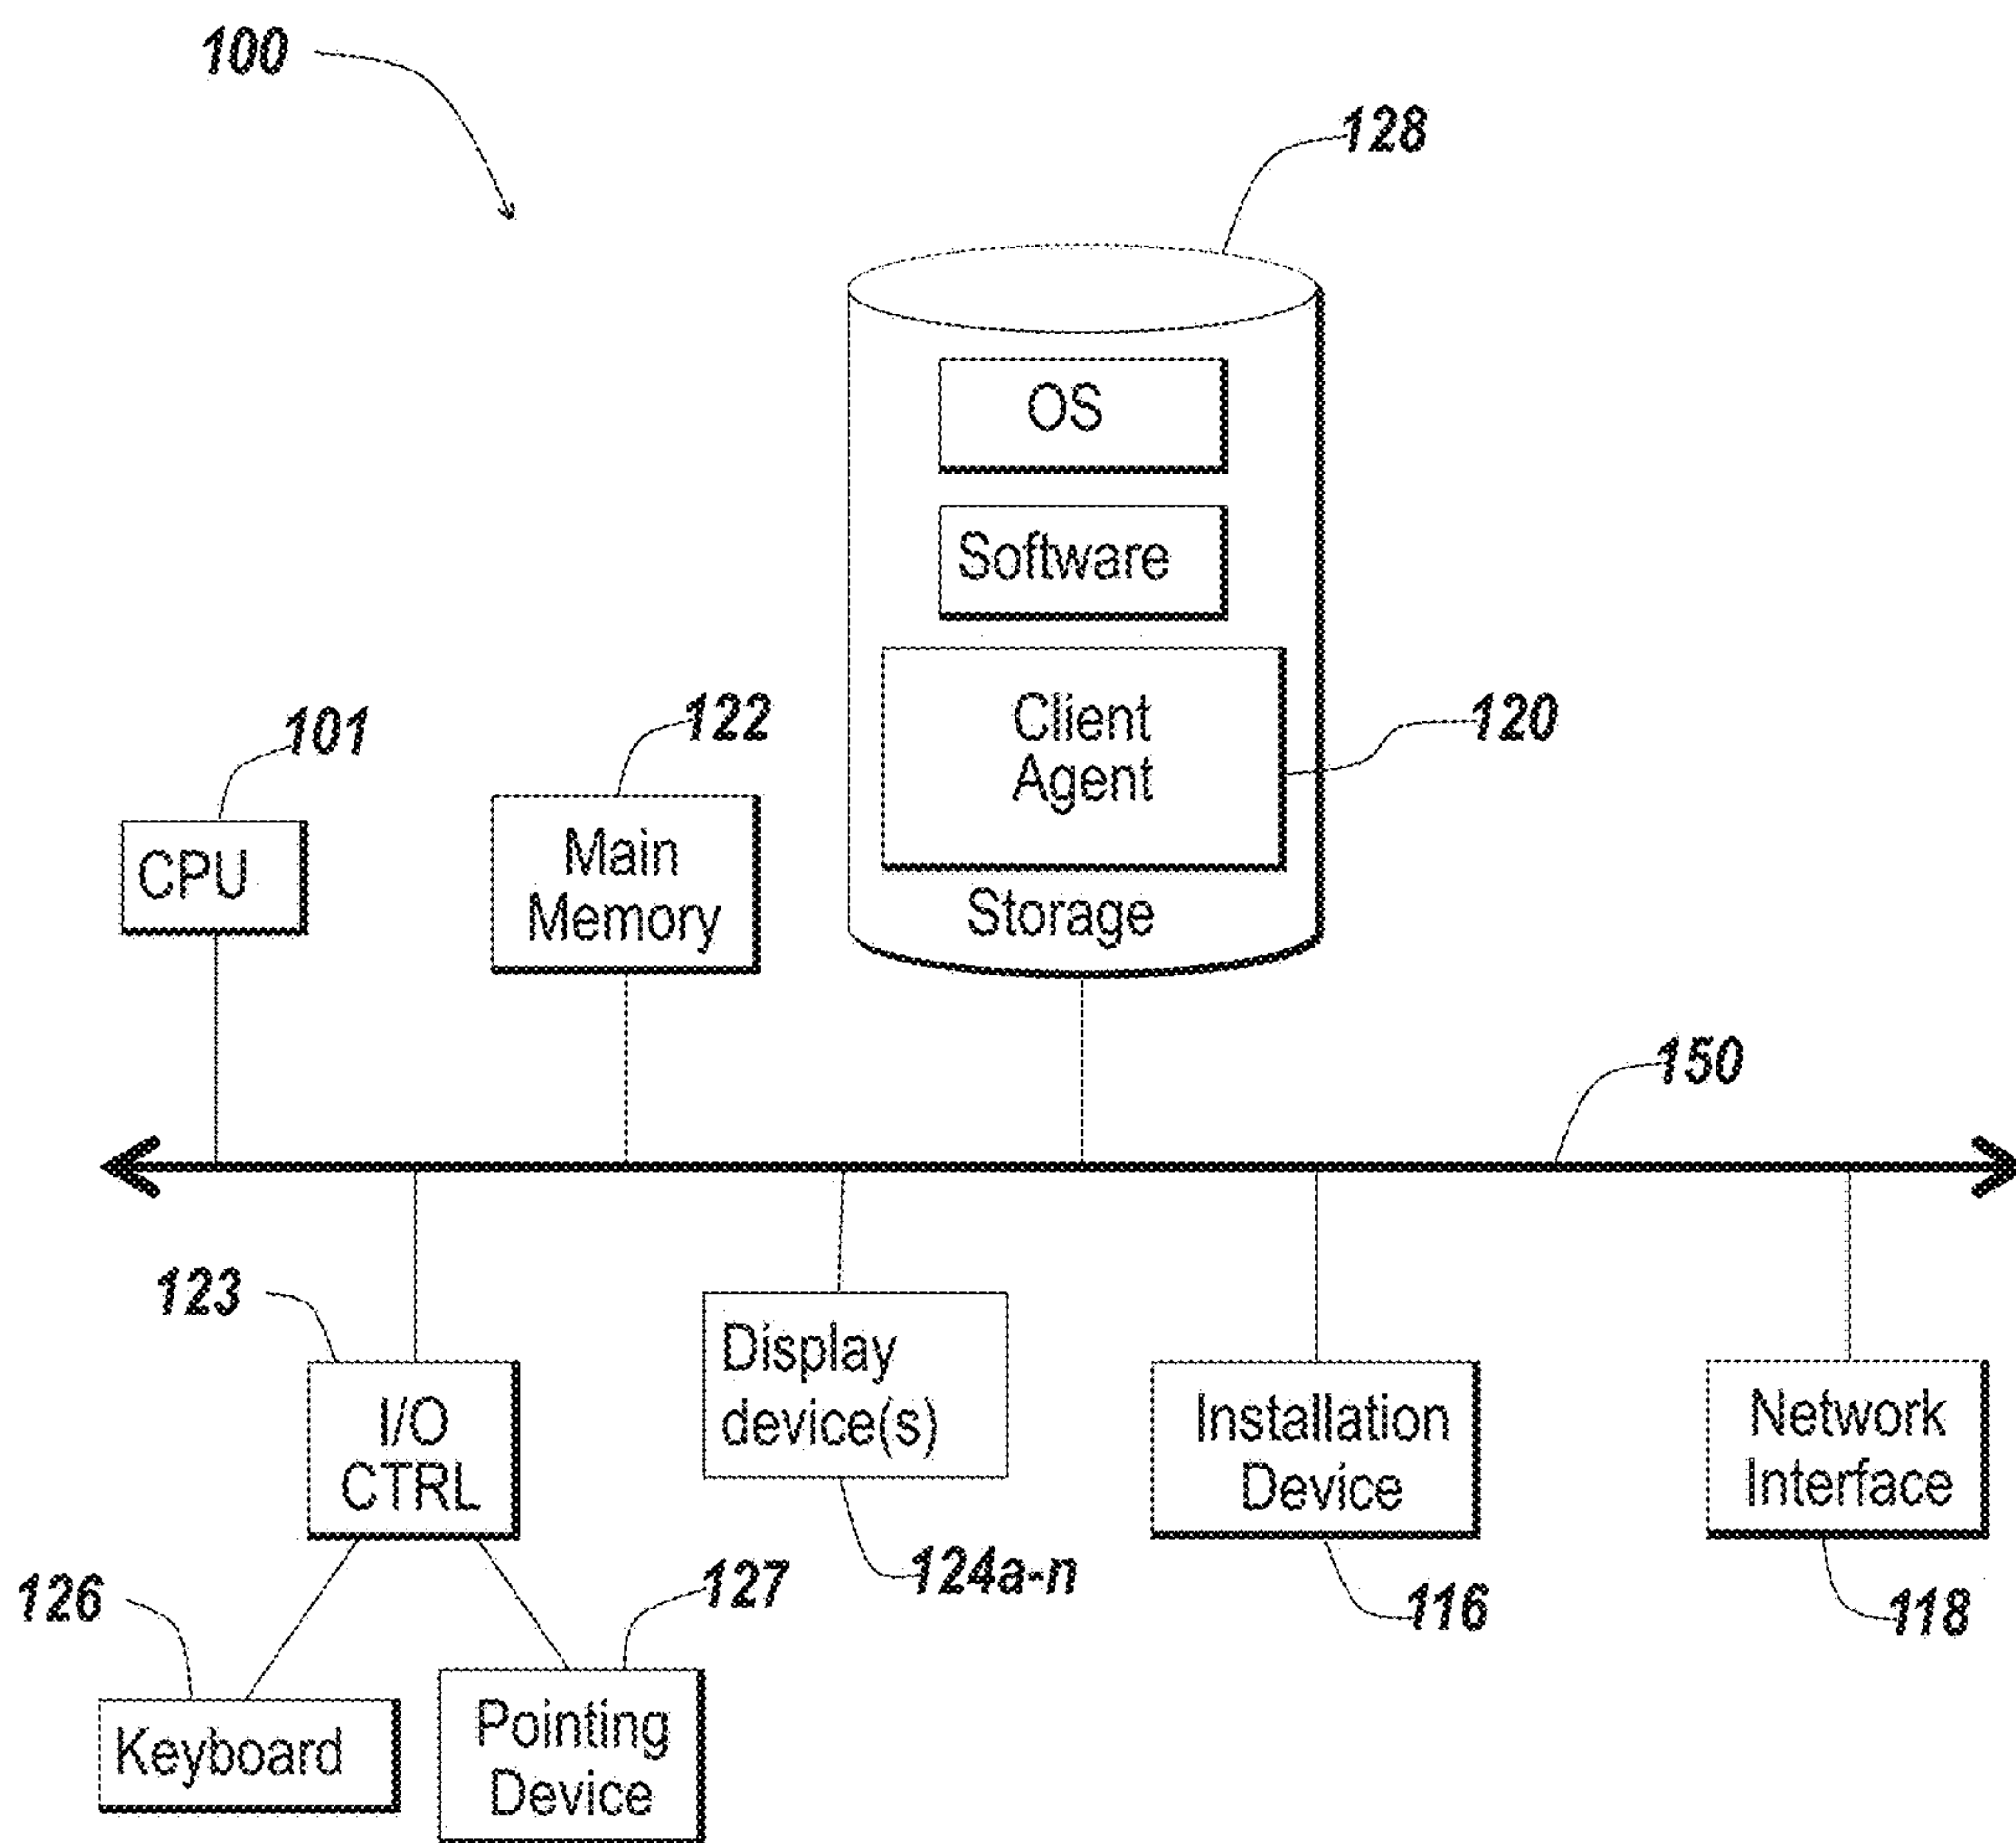 100
128
OS
Software
Client
Agent
120
Storage
101
CPU
122
Main
Memory
150
123
I/O
CTRL
Display
device(s)
124a-n
Installation
Device
116
Network
Interface
118
126
Keyboard
127
Pointing
Device